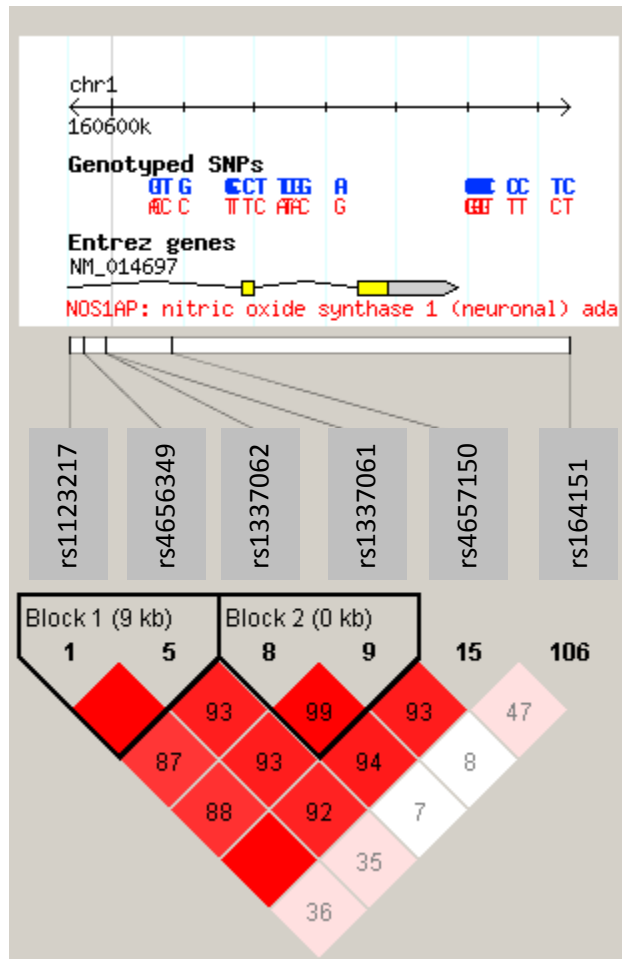 chr1
160600k
Genotyped SNPs
Entrez genes
NM_014697
NOS1AP: nitric oxide synthase 1 (neuronal) ada
rs1123217 rs4656349 rs1337062 rs1337061 rs4657150 rs164151
Block 1 (9 kb) Block 2 (0 kb)
1 5 8 9 15 106
93 99 93 47
87 93 94 8
88 92 7
35
36